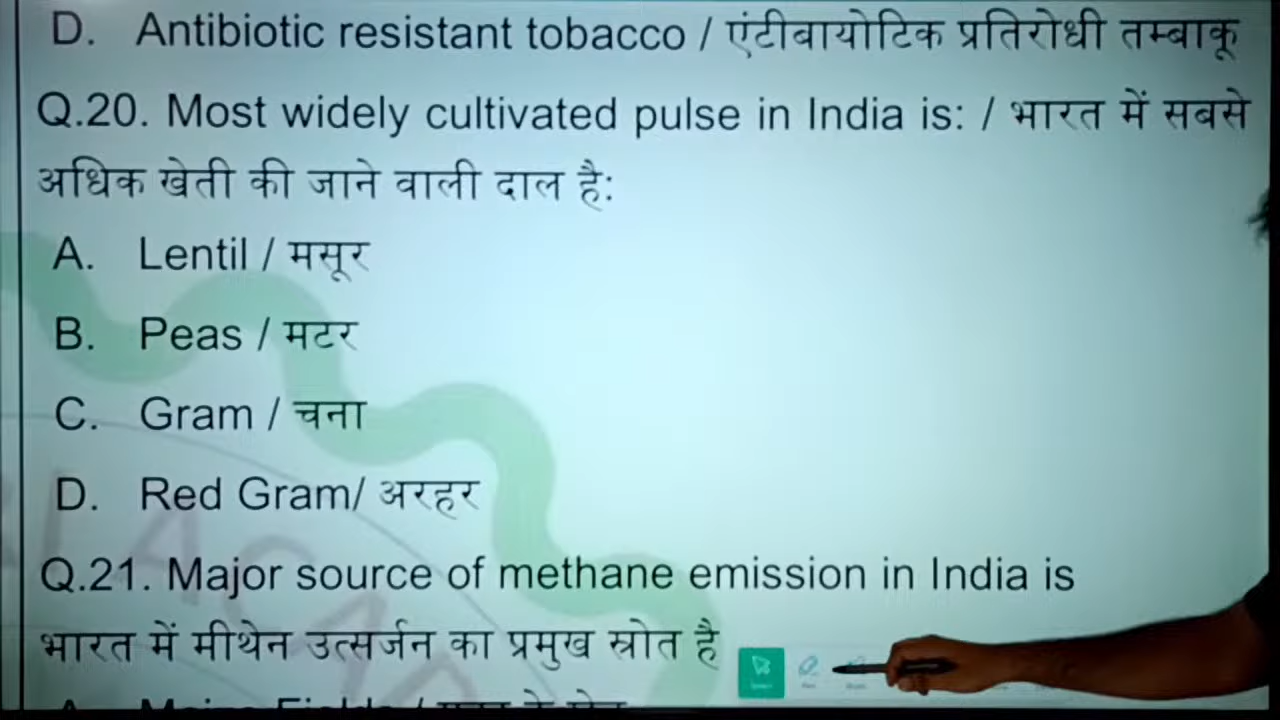 D. Antibiotic resistant tobacco / एंटीबायोटिक प्रतिरोधी तम्बाकू
Q.20. Most widely cultivated pulse in India is: / भारत में सबसे
अधिक खेती की जाने वाली दाल है:
A. Lentil / मसूर
B. Peas / मटर
C. Gram / चना
D. Red Gram/ अरहर
Q.21. Major source of methane emission in India is
भारत में मीथेन उत्सर्जन का प्रमुख स्रोत है